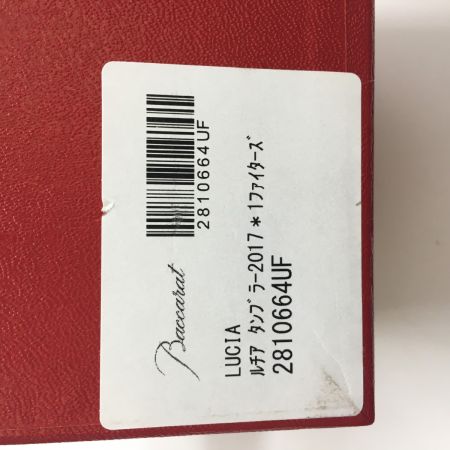 2810664UF
Baccarat
LUCIA
ﾙﾁｱ ﾀﾝﾌﾞﾗｰ2017＊1ﾌｧｲﾀｰｽﾞ
2810664UF